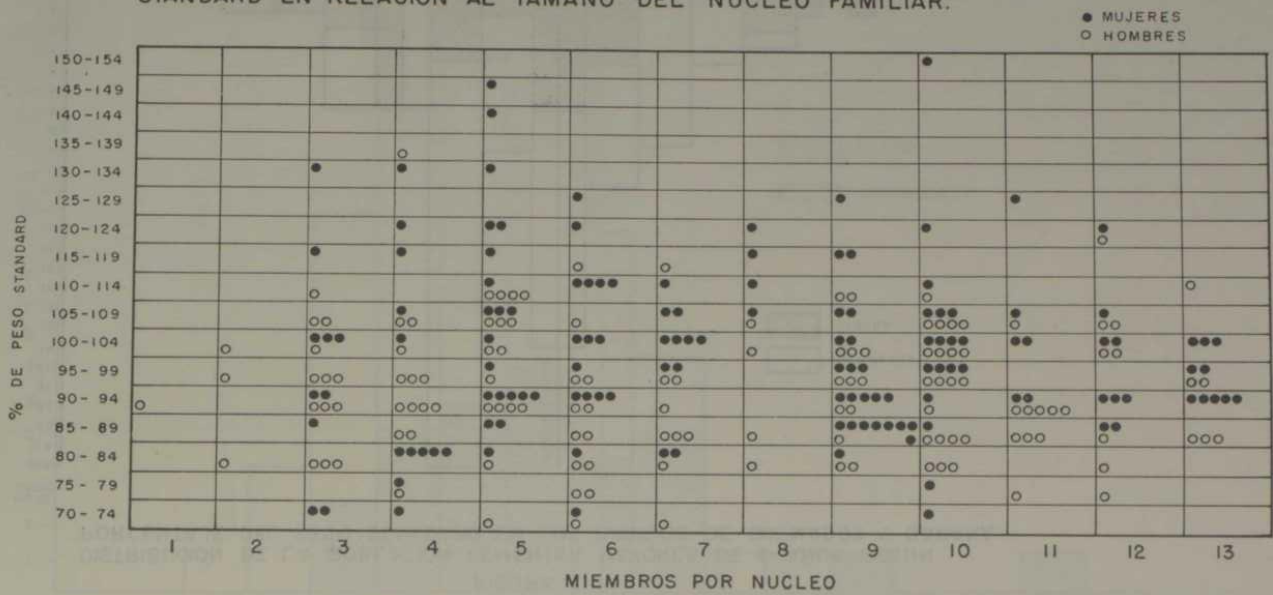 STANDARD EN RELACION AL TAMAÑO DEL NUCLEO FAMILIAR.
● MUJERES
○ HOMBRES
% DE PESO STANDARD
150-154
145-149
140-144
135-139
130-134
125-129
120-124
115-119
110-114
105-109
100-104
95-99
90-94
85-89
80-84
75-79
70-74
1 2 3 4 5 6 7 8 9 10 11 12 13
MIEMBROS POR NUCLEO